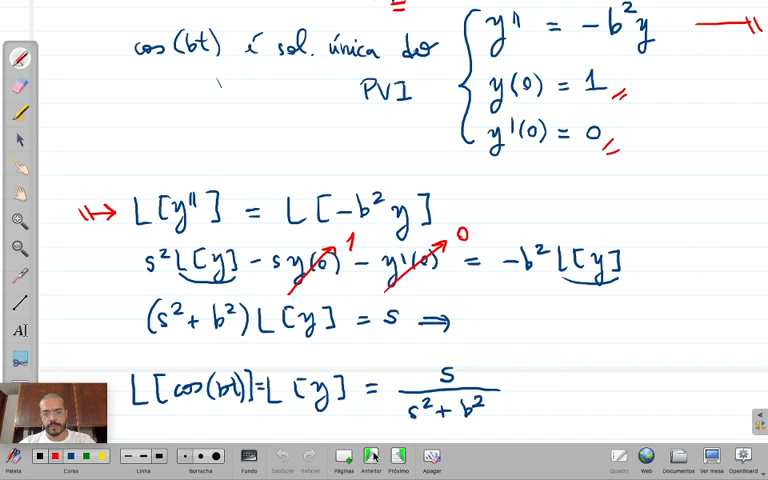 cos(bt) é sol. única do
PVI
y'' = -b²y
y(0) = 1
y'(0) = 0
L[y''] = L[-b²y]
s²L[y] - sy(0) 1 - y'(0) 0 = -b²L[y]
(s² + b²)L[y] = s ⇒
L[cos(bt)] = L[y] = s / (s² + b²)
Paleta Cores Linha Borracha Fundo Desfazer Refazer Páginas Anterior Próximo Apagar Quadro Web Documentos Ver mesa OpenBoard